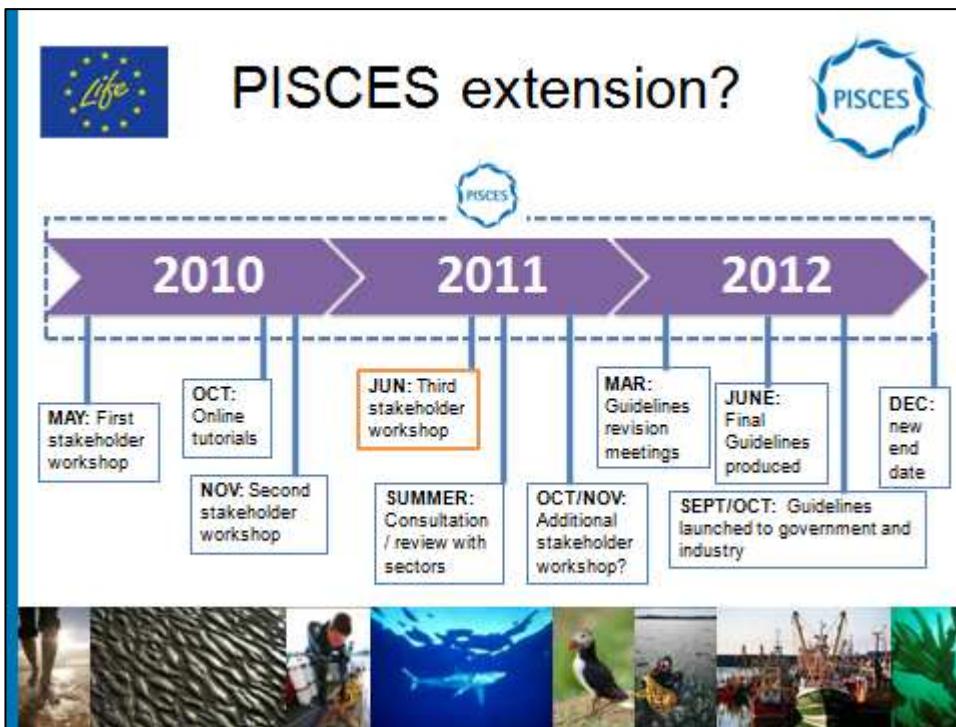 Life
PISCES extension?
PISCES
PISCES
2010
2011
2012
MAY: First
stakeholder
workshop
OCT:
Online
tutorials
NOV: Second
stakeholder
workshop
JUN: Third
stakeholder
workshop
SUMMER:
Consultation
/ review with
sectors
OCT/NOV:
Additional
stakeholder
workshop?
MAR:
Guidelines
revision
meetings
JUNE:
Final
Guidelines
produced
SEPT/OCT: Guidelines
launched to government and
industry
DEC:
new
end
date